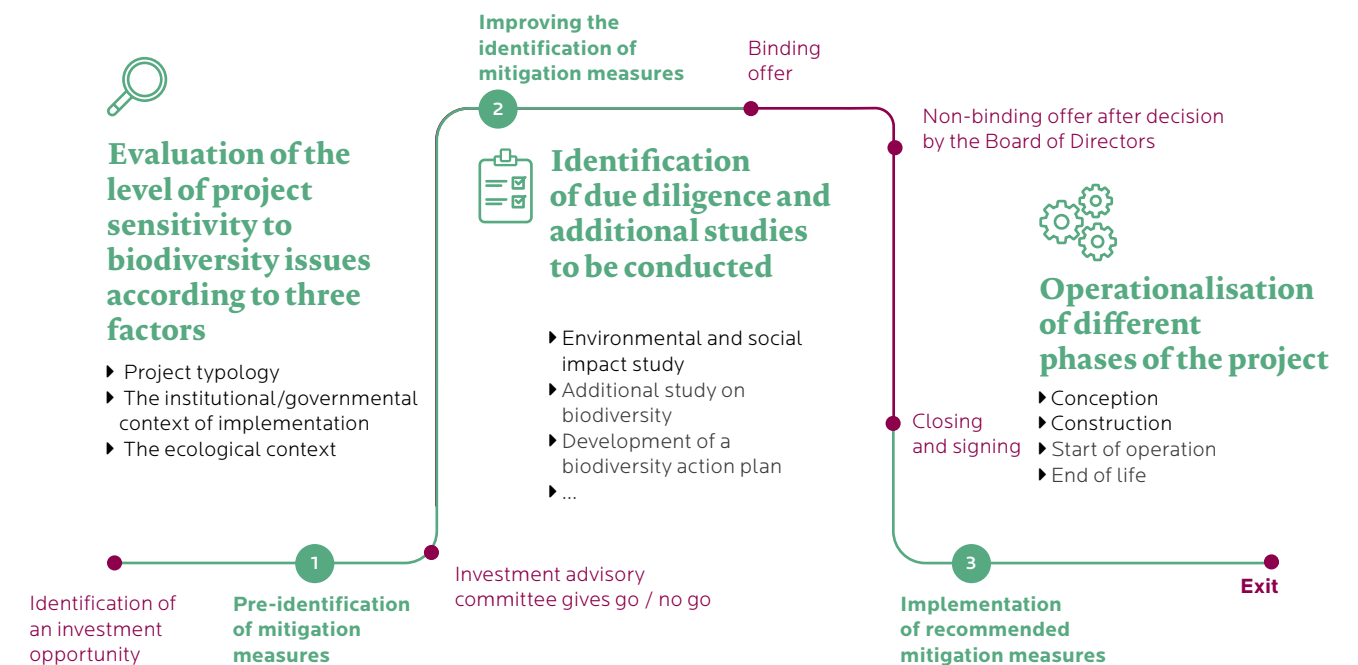 Evaluation of the
level of project
sensitivity to
biodiversity issues
according to three
factors
Project typology
The institutional/governmental
context of implementation
The ecological context
Identification of
an investment
opportunity
1
Pre-identification
of mitigation
measures
Investment advisory
committee gives go / no go
Improving the
identification of
mitigation measures
2
Identification
of due diligence and
additional studies
to be conducted
Environmental and social
impact study
Additional study on
biodiversity
Development of a
biodiversity action plan
...
Binding
offer
Non-binding offer after decision
by the Board of Directors
Closing
and signing
Operationalisation
of different
phases of the project
Conception
Construction
Start of operation
End of life
3
Implementation
of recommended
mitigation measures
Exit